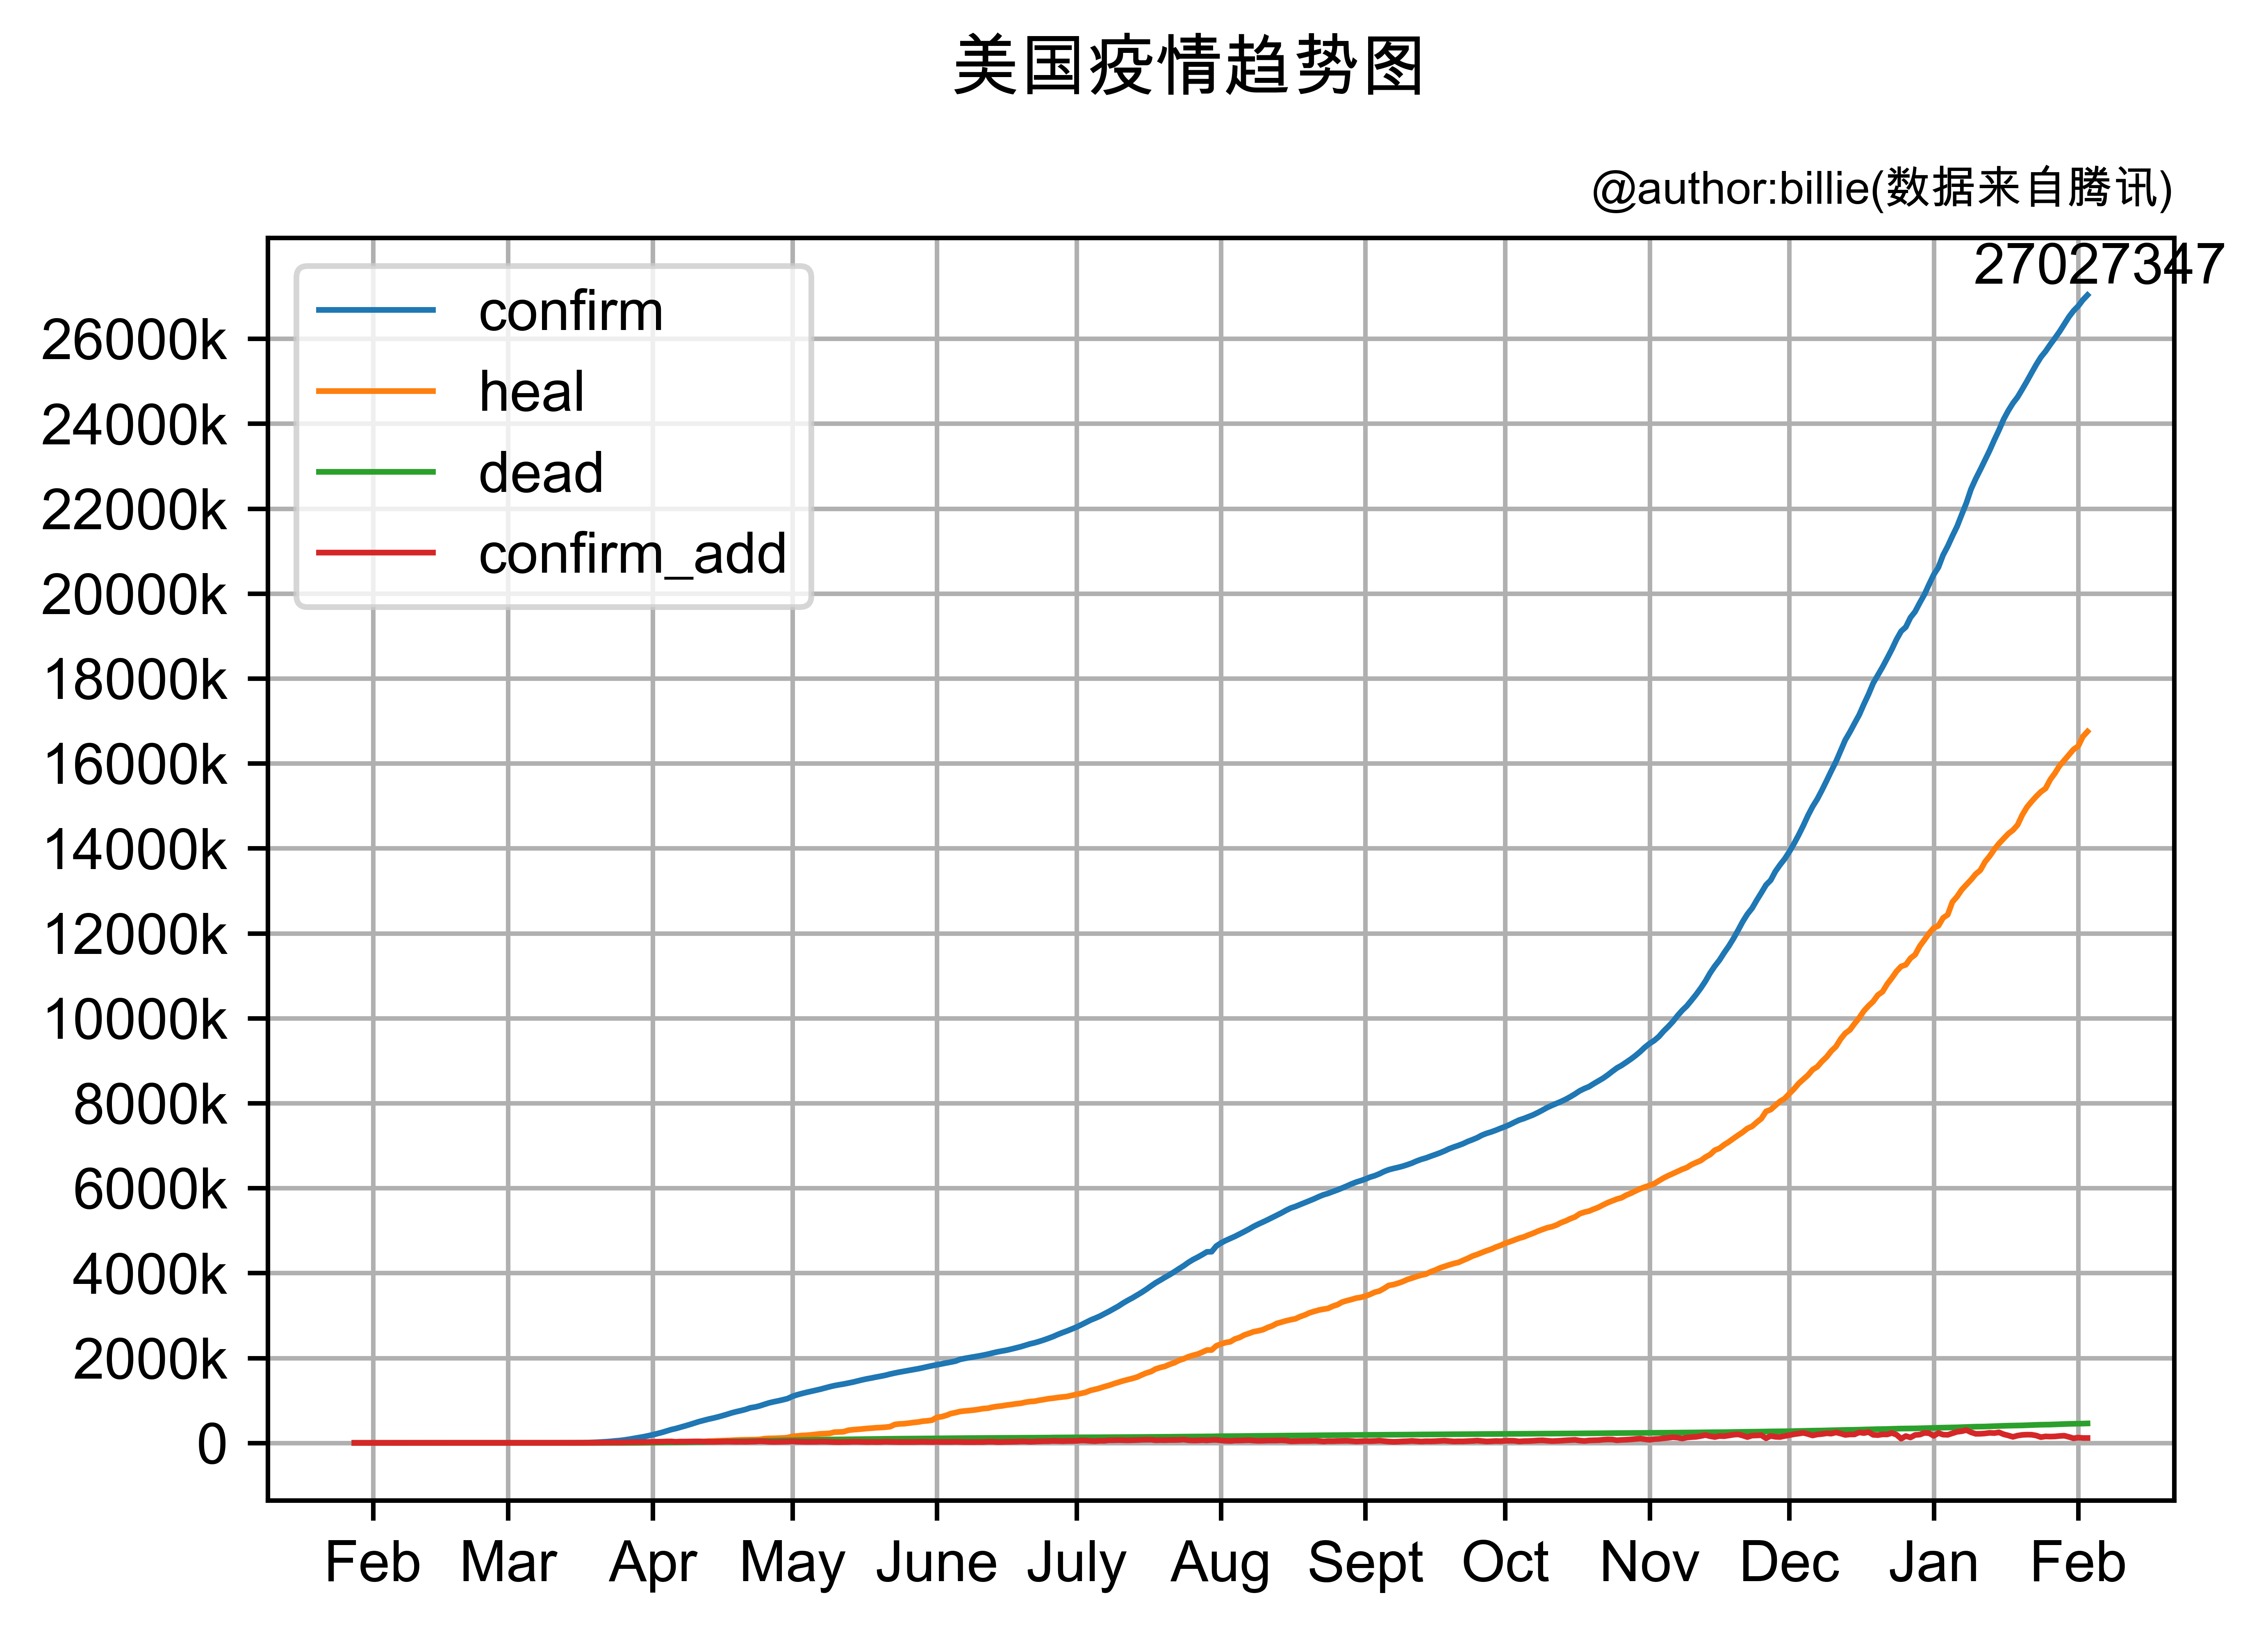 美国疫情趋势图
@author:billie(数据来自腾讯)
27027347
confirm
heal
dead
confirm_add
26000k
24000k
22000k
20000k
18000k
16000k
14000k
12000k
10000k
8000k
6000k
4000k
2000k
0
Feb Mar Apr May June July Aug Sept Oct Nov Dec Jan Feb